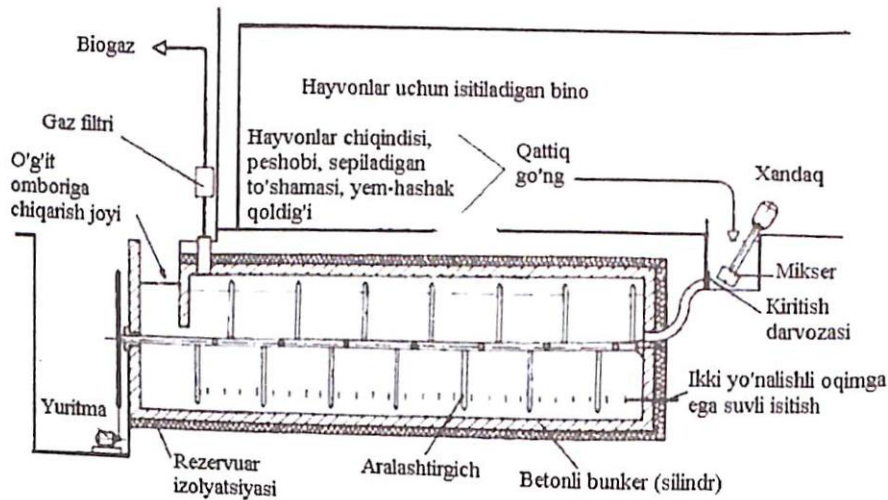 Biogaz
Hayvonlar uchun isitiladigan bino
Gaz filtri
Hayvonlar chiqindisi,
peshobi, sepiladigan
to'shamasi, yem-hashak
qoldig'i
Qattiq
go'ng
Xandaq
O'g'it
omboriga
chiqarish joyi
Mikser
Kiritish
darvozasi
Ikki yo'nalishli oqimga
ega suvli isitish
Yuritma
Rezervuar
izolyatsiyasi
Aralashtirgich
Betonli bunker (silindr)